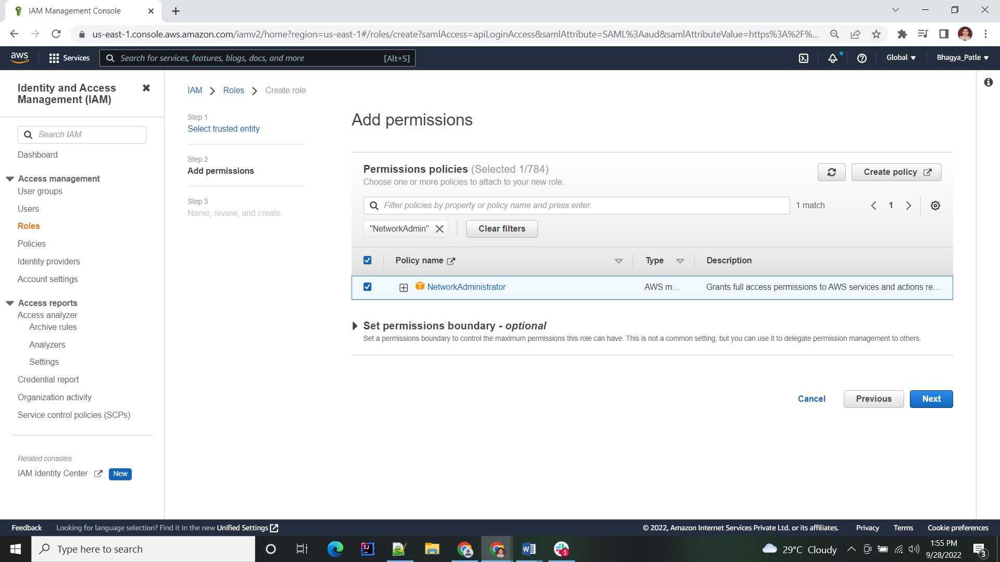 IAM Management Console
us-east-1.console.aws.amazon.com/iamv2/home?region=us-east-1#/roles/create?samlAccess=apiLoginAccess&samlAttribute=SAML%3Aaud&samlAttributeValue=https%3A%2F%...
aws
Services
Search for services, features, blogs, docs, and more
[Alt+S]
Global
Bhagya_Patle
Identity and Access
Management (IAM)
Search IAM
Dashboard
Access management
User groups
Users
Roles
Policies
Identity providers
Account settings
Access reports
Access analyzer
Archive rules
Analyzers
Settings
Credential report
Organization activity
Service control policies (SCPs)
Related consoles
IAM Identity Center
New
IAM
Roles
Create role
Step 1
Select trusted entity
Step 2
Add permissions
Step 3
Name, review, and create
Add permissions
Permissions policies (Selected 1/784)
Choose one or more policies to attach to your new role.
Create policy
Filter policies by property or policy name and press enter.
1 match
1
"NetworkAdmin"
Clear filters
Policy name
Type
Description
NetworkAdministrator
AWS m...
Grants full access permissions to AWS services and actions re...
Set permissions boundary - optional
Set a permissions boundary to control the maximum permissions this role can have. This is not a common setting, but you can use it to delegate permission management to others.
Cancel
Previous
Next
Feedback
Looking for language selection? Find it in the new Unified Settings
© 2022, Amazon Internet Services Private Ltd. or its affiliates.
Privacy
Terms
Cookie preferences
Type here to search
IJ
1
29°C Cloudy
1:55 PM
9/28/2022
3